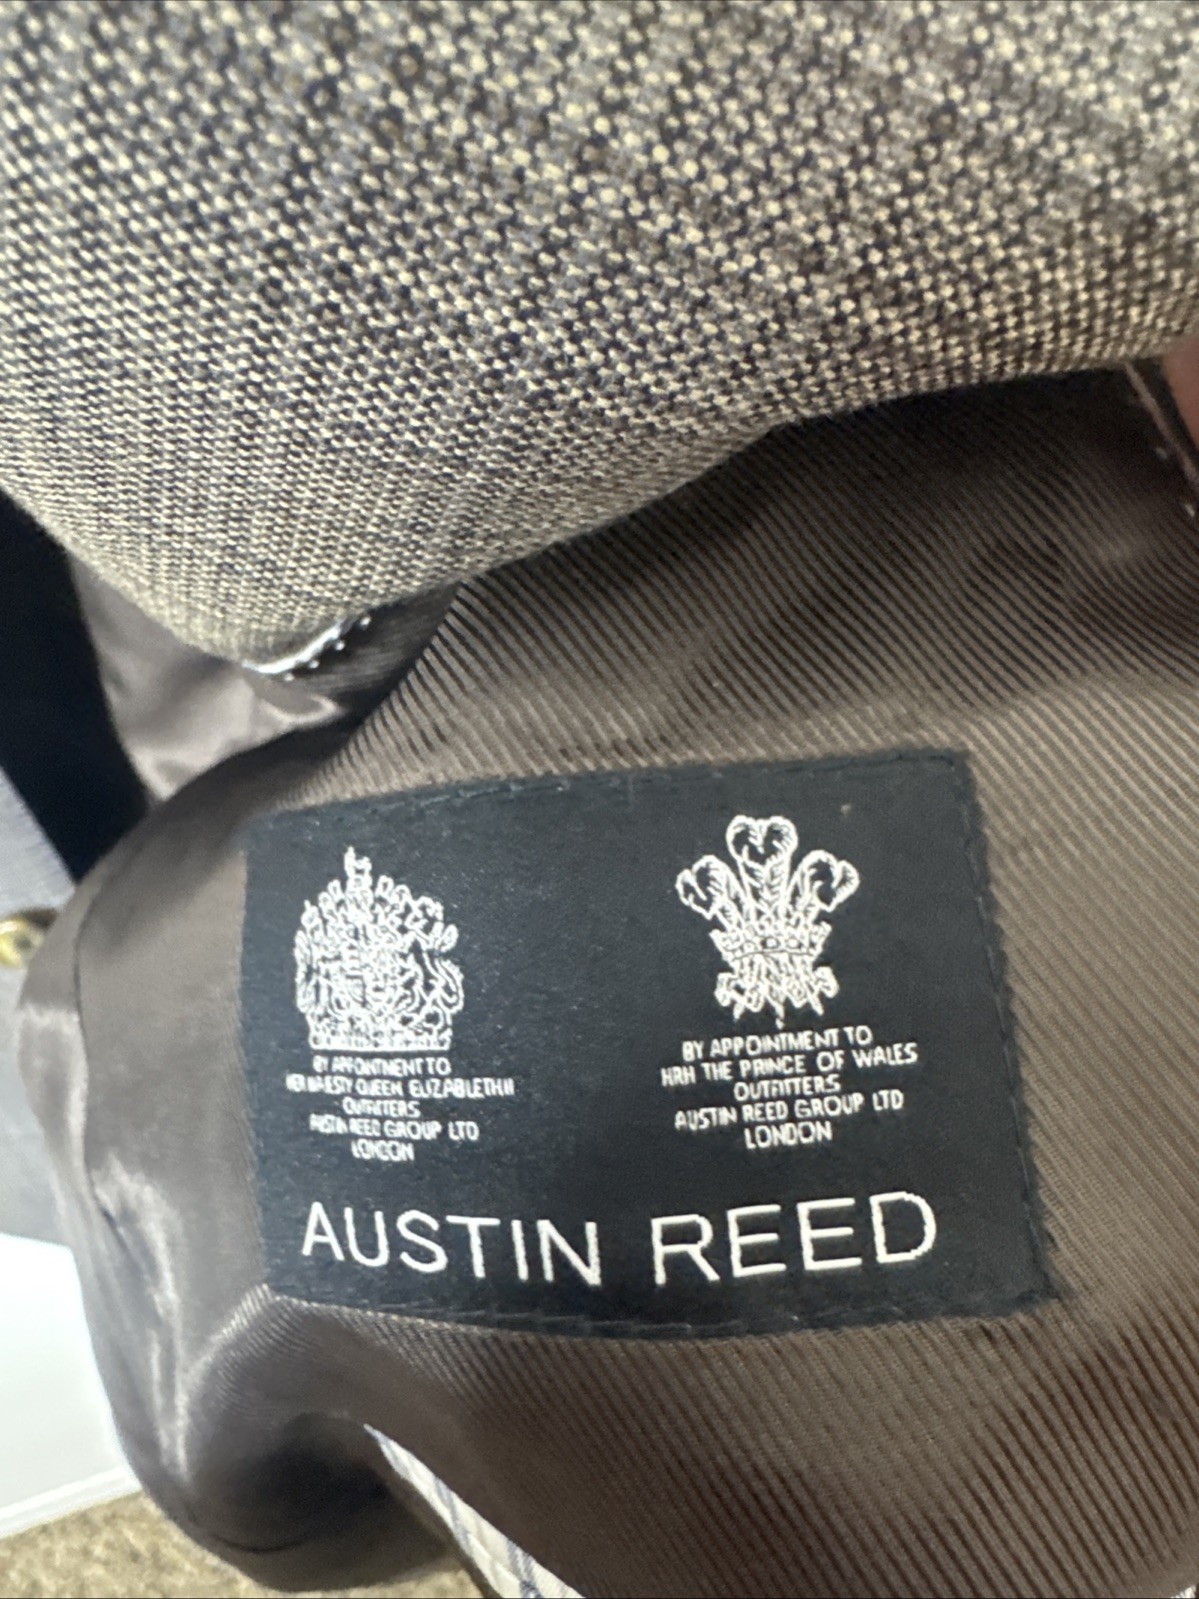 BY APPOINTMENT TO
HER MAJESTY QUEEN ELIZABETH II
OUTFITTERS
AUSTIN REED GROUP LTD
LONDON
BY APPOINTMENT TO
HRH THE PRINCE OF WALES
OUTFITTERS
AUSTIN REED GROUP LTD
LONDON
AUSTIN REED